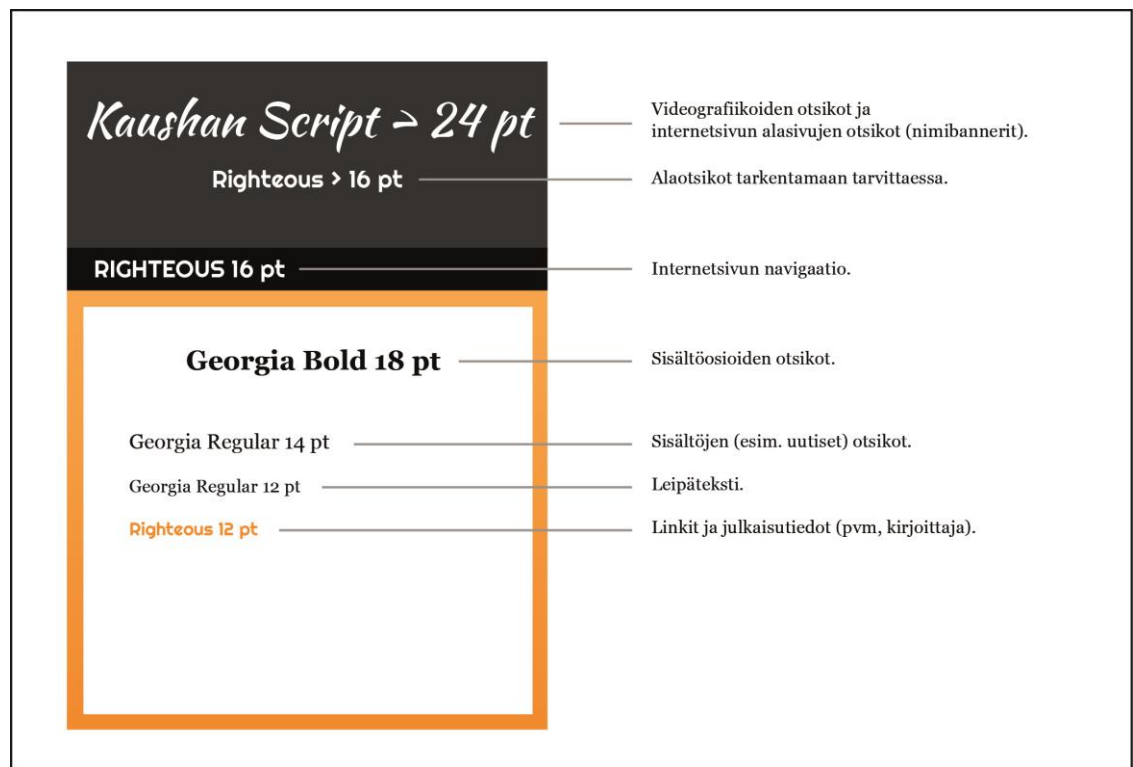 Kaushan Script > 24 pt
Videografiikoiden otsikot ja
internetsivun alasivujen otsikot (nimibannerit).
Righteous > 16 pt
Alaotsikot tarkentamaan tarvittaessa.
RIGHTEOUS 16 pt
Internetsivun navigaatio.
Georgia Bold 18 pt
Sisältöosioiden otsikot.
Georgia Regular 14 pt
Sisältöjen (esim. uutiset) otsikot.
Georgia Regular 12 pt
Leipäteksti.
Righteous 12 pt
Linkit ja julkaisutiedot (pvm, kirjoittaja).